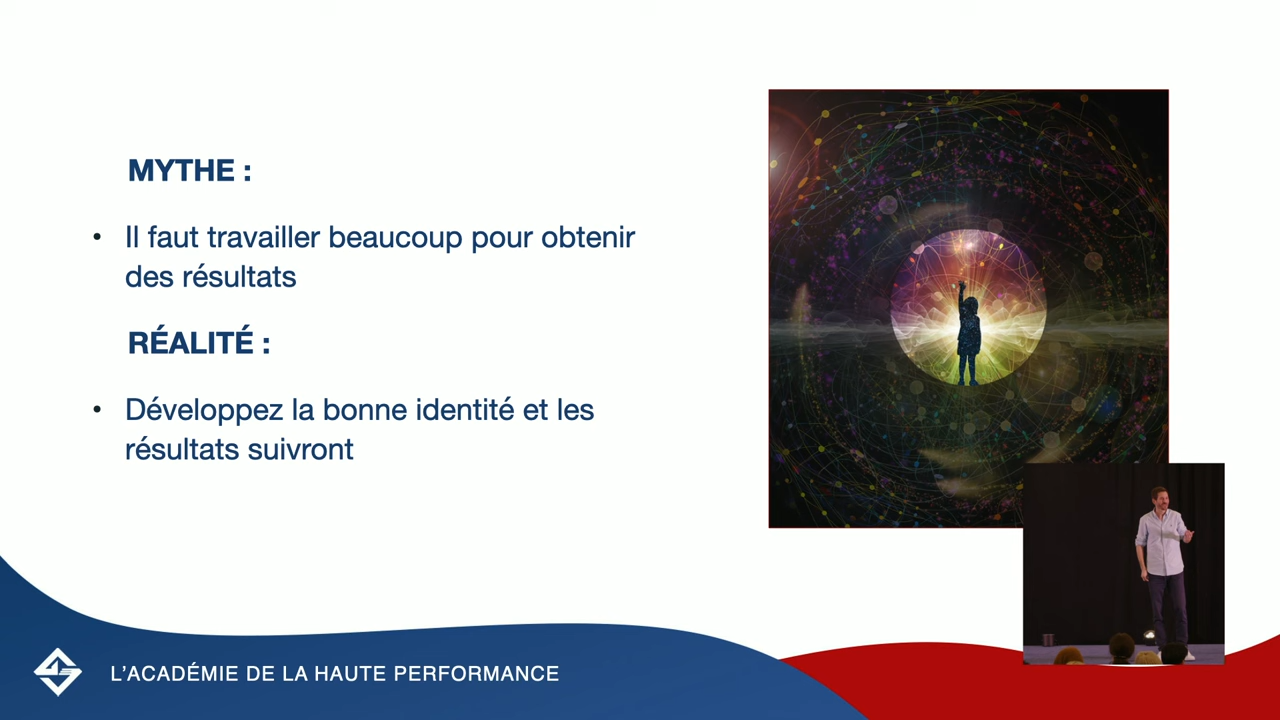 MYTHE :
• Il faut travailler beaucoup pour obtenir
des résultats
RÉALITÉ :
• Développez la bonne identité et les
résultats suivront
L'ACADÉMIE DE LA HAUTE PERFORMANCE